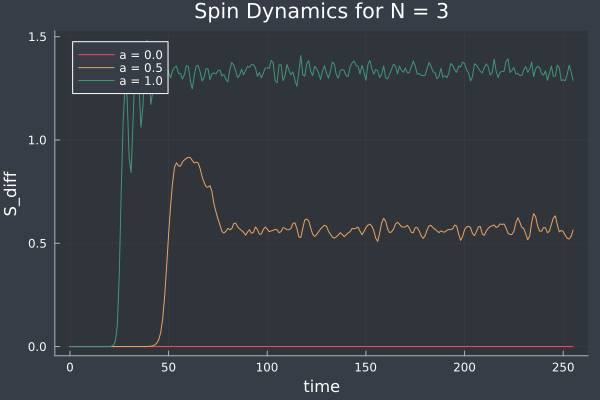 Spin Dynamics for N = 3
S_diff
1.5
1.0
0.5
0.0
a = 0.0
a = 0.5
a = 1.0
0 50 100 150 200 250
time